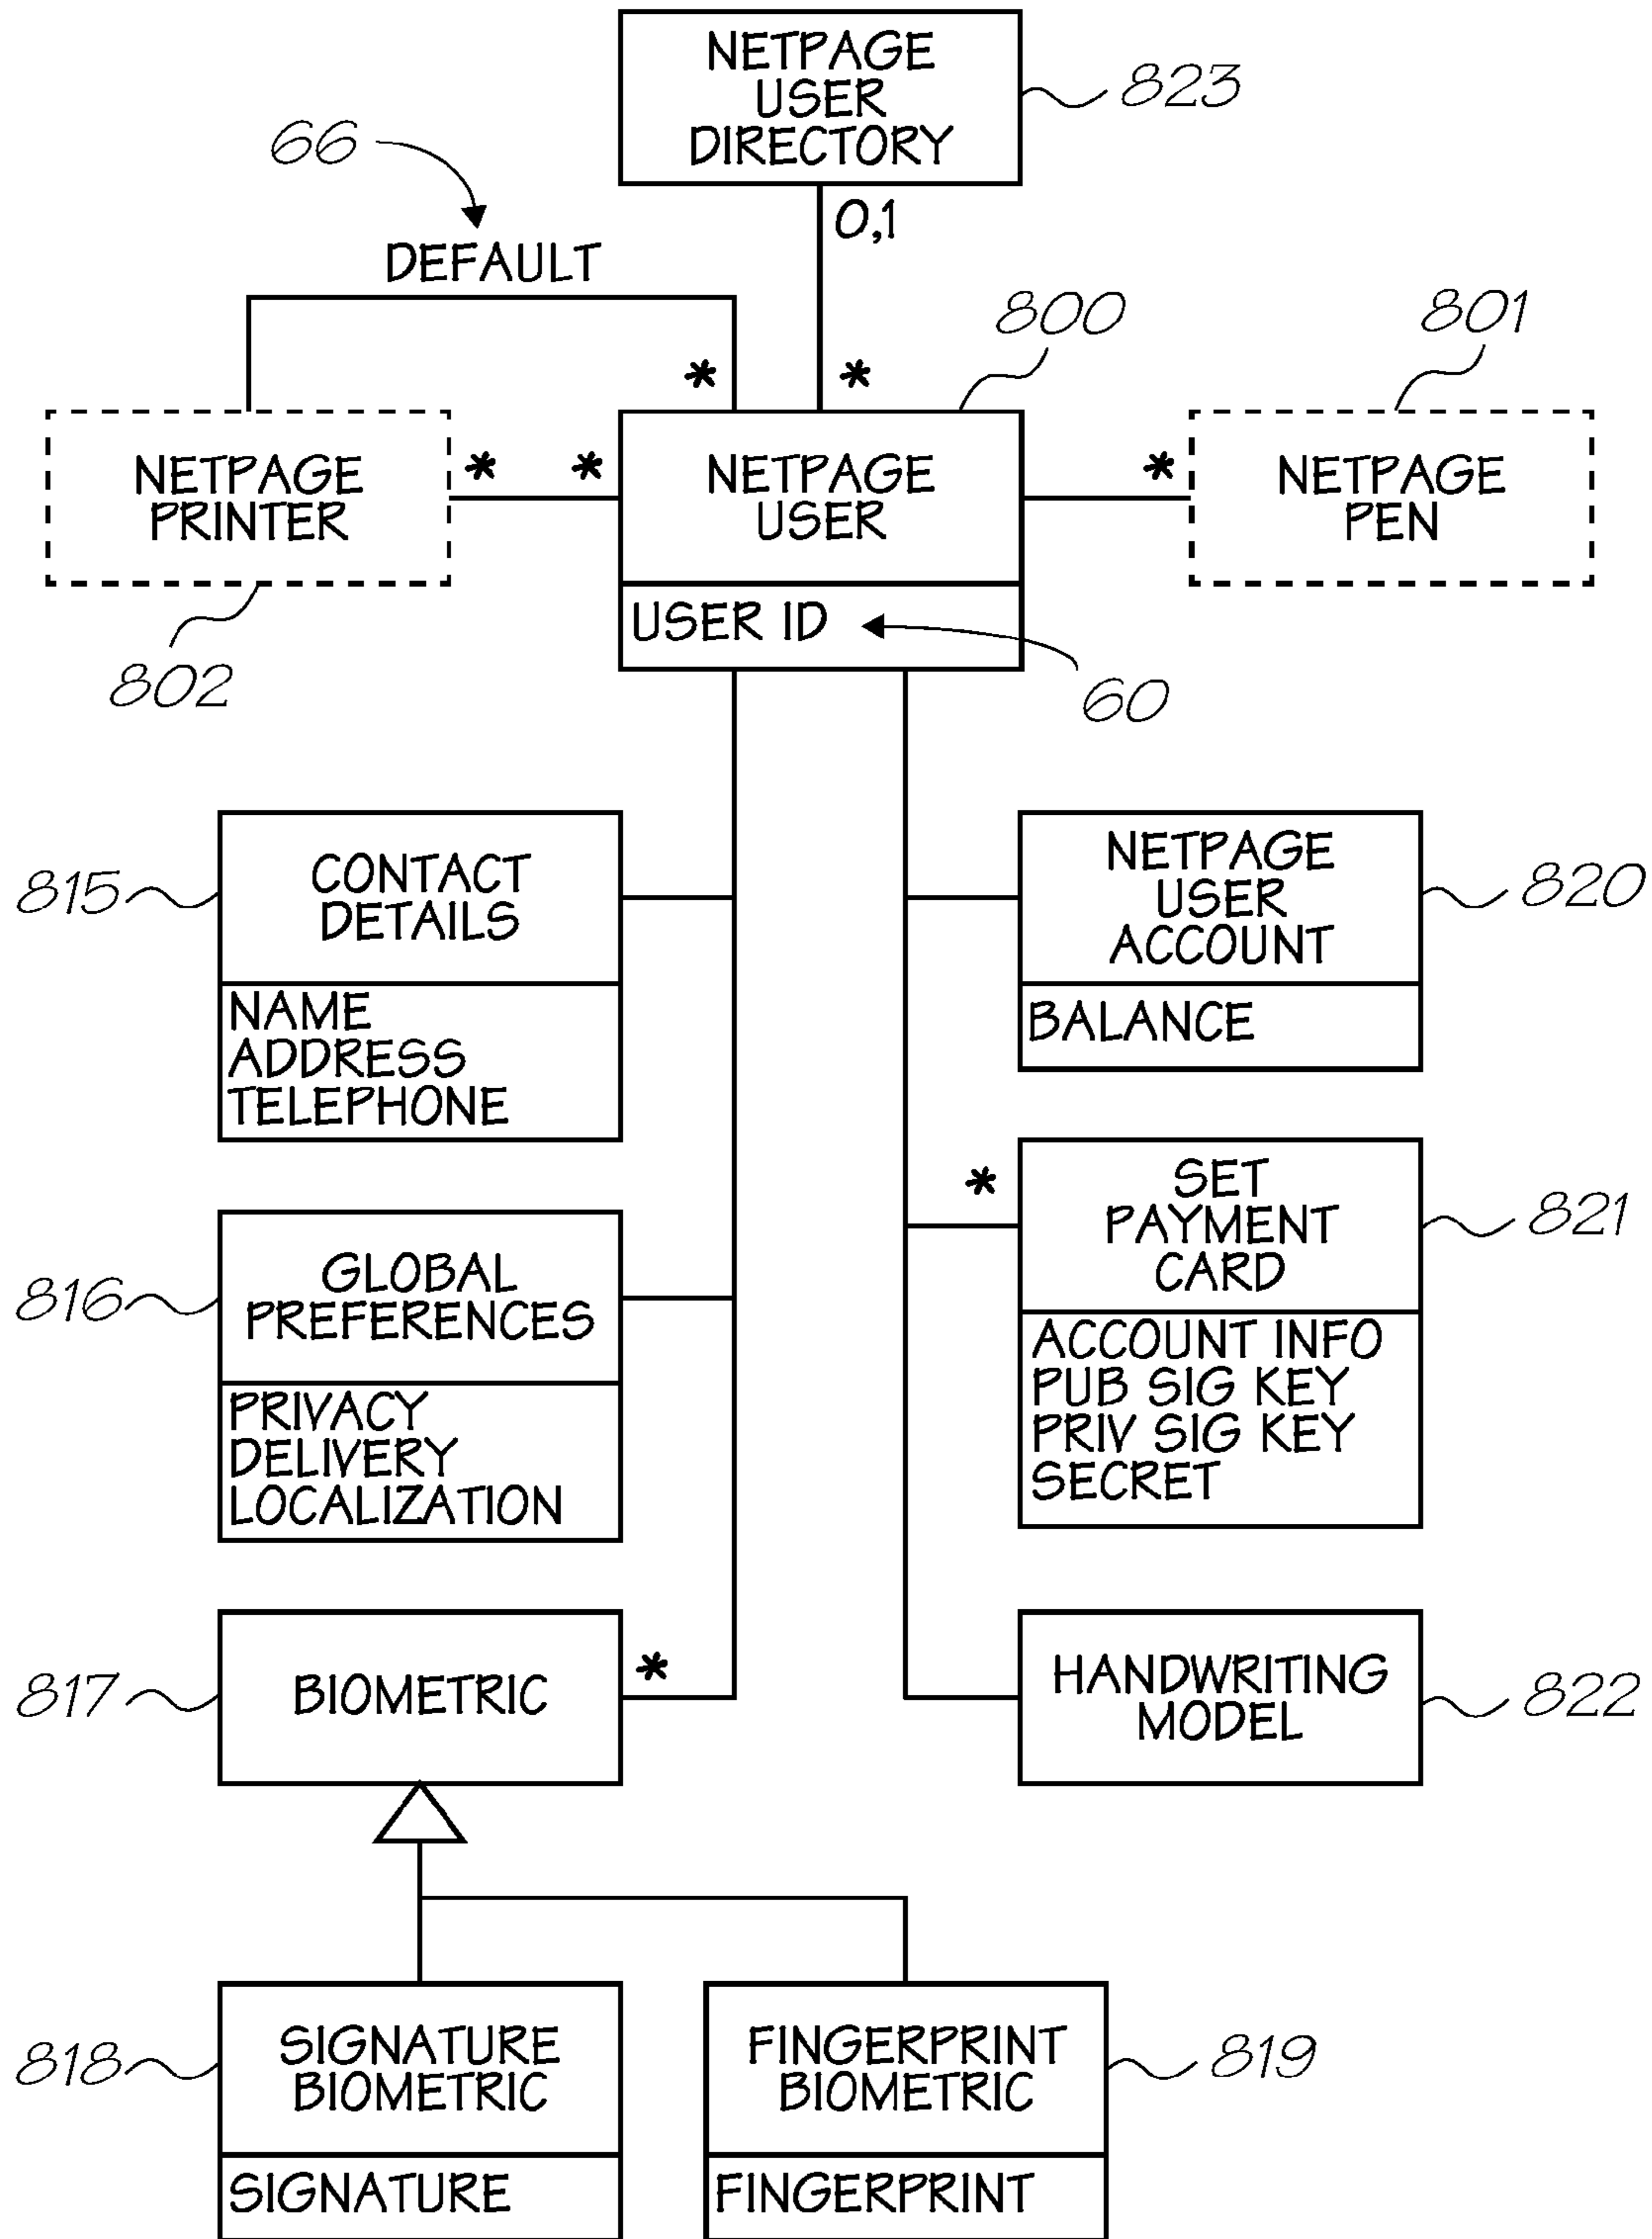 NETPAGE
USER
DIRECTORY
823
66
0,1
DEFAULT
800
801
*
*
NETPAGE
PRINTER
*
*
NETPAGE
USER
*
NETPAGE
PEN
USER ID
802
60
815
CONTACT
DETAILS
NAME
ADDRESS
TELEPHONE
NETPAGE
USER
ACCOUNT
820
BALANCE
*
SET
PAYMENT
CARD
821
ACCOUNT INFO
PUB SIG KEY
PRIV SIG KEY
SECRET
816
GLOBAL
PREFERENCES
PRIVACY
DELIVERY
LOCALIZATION
817
BIOMETRIC
*
HANDWRITING
MODEL
822
818
SIGNATURE
BIOMETRIC
SIGNATURE
FINGERPRINT
BIOMETRIC
819
FINGERPRINT